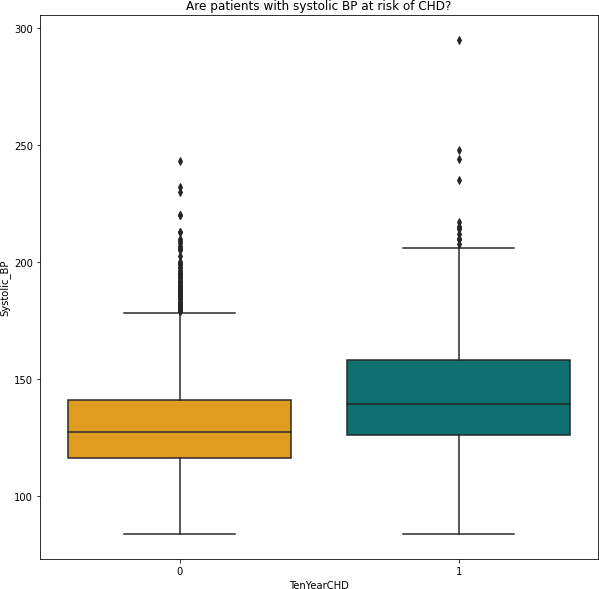 Are patients with systolic BP at risk of CHD?
300
250
200
150
100
Systolic_BP
0 1
TenYearCHD